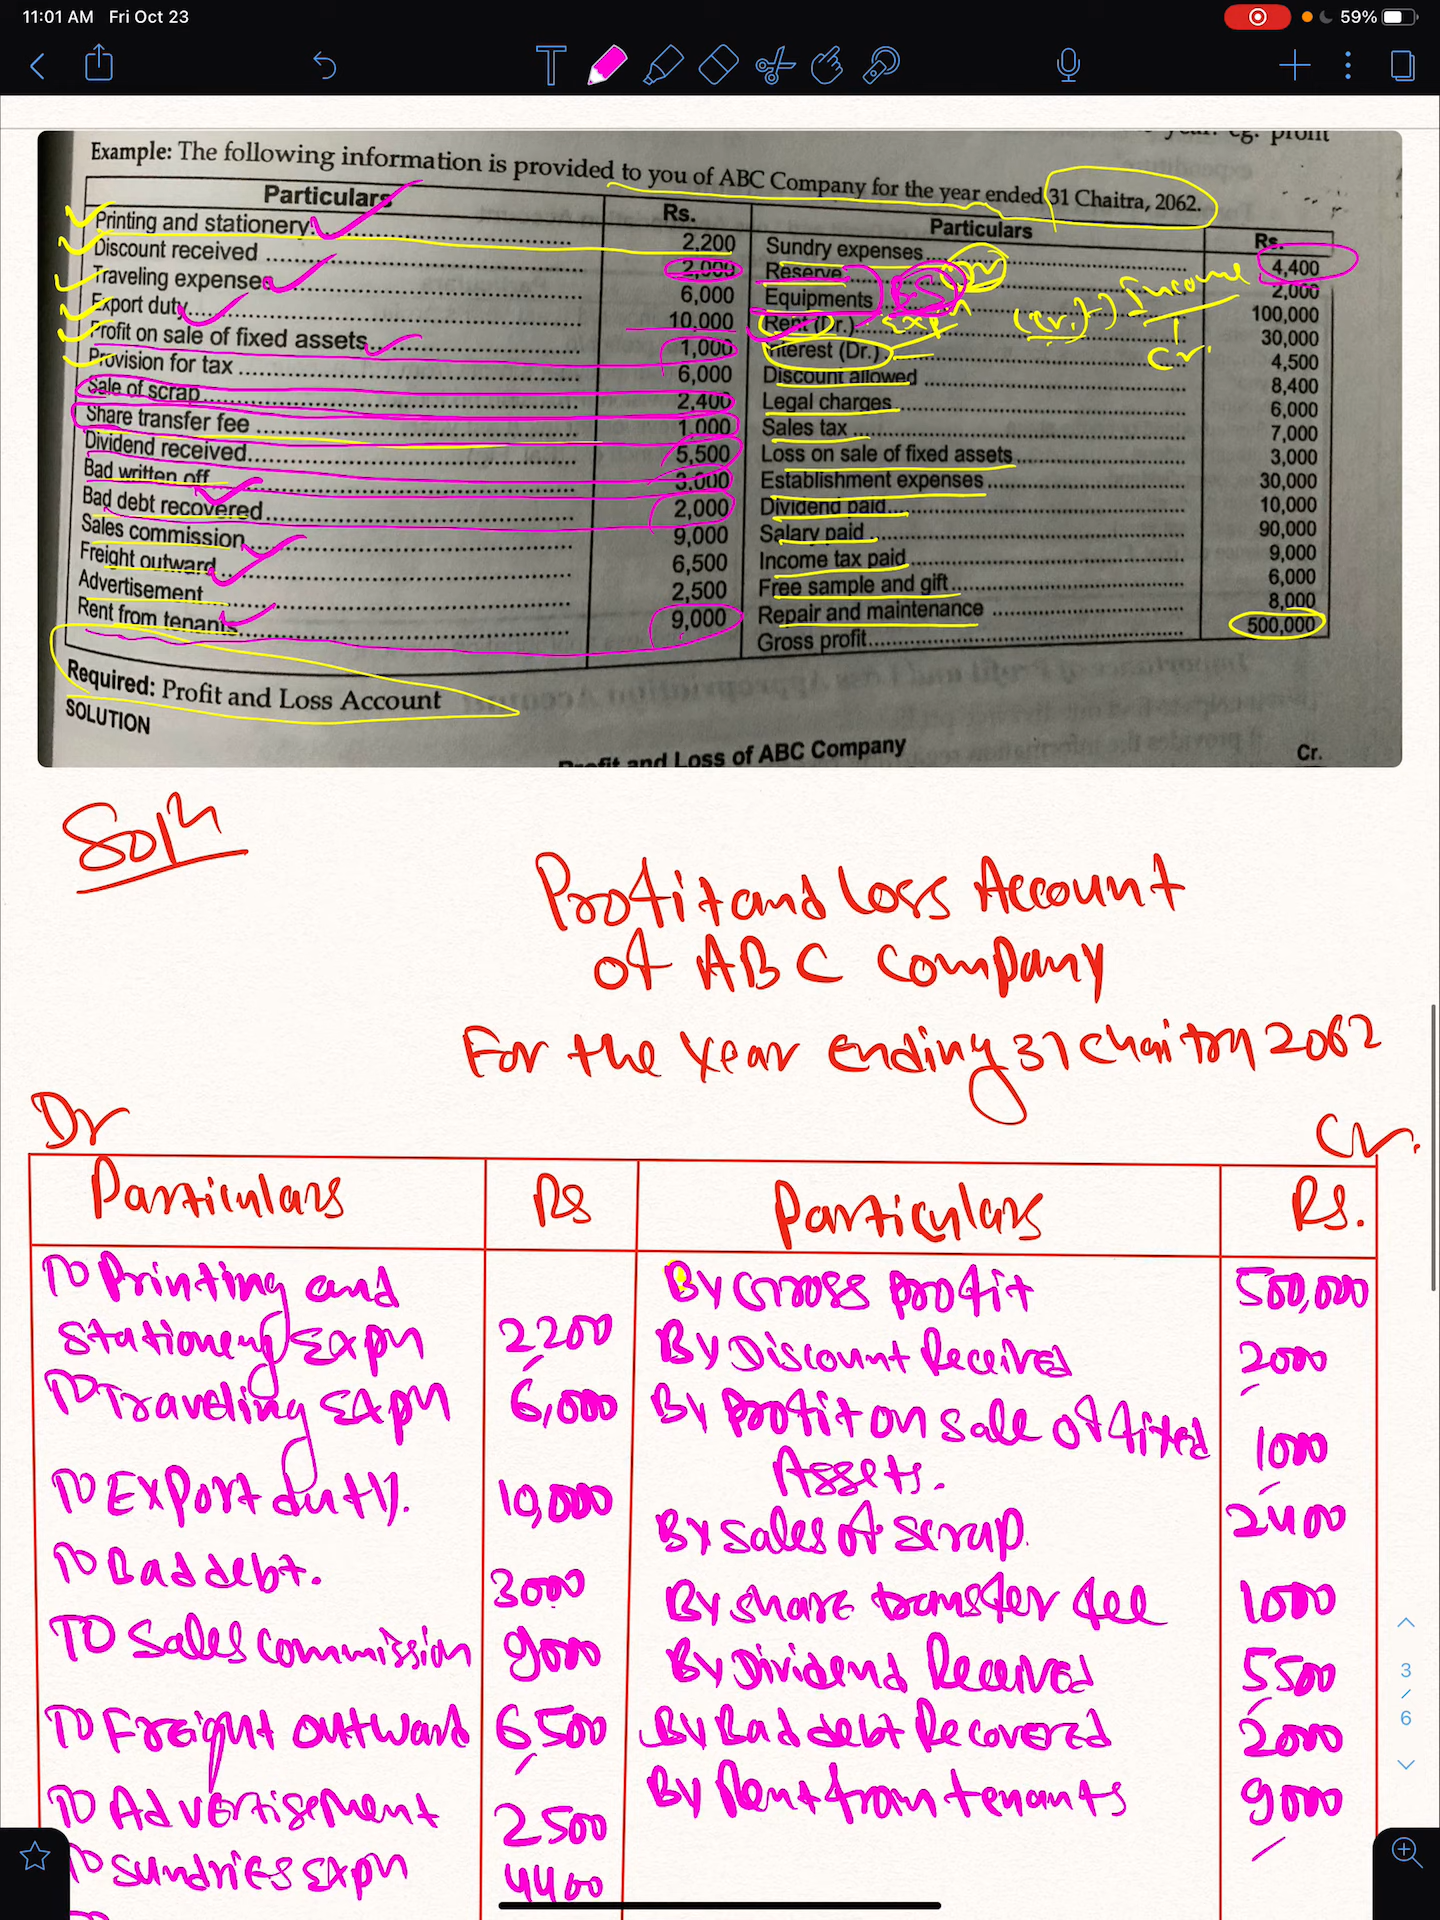 11:01 AM Fri Oct 23
59%
T
Example: The following information is provided to you of ABC Company for the year ended 31 Chaitra, 2062.
Particulars Rs. Particulars Rs.
Printing and stationery 2,200 Sundry expenses 4,400
Discount received 2,000 Reserve 2,000
Traveling expenses 6,000 Equipments 100,000
Export duty 10,000 Rent (Dr.) 30,000
Profit on sale of fixed assets 1,000 Interest (Dr.) 4,500
Provision for tax 6,000 Discount allowed 8,400
Sale of scrap 2,400 Legal charges 6,000
Share transfer fee 1,000 Sales tax 7,000
Dividend received 5,500 Loss on sale of fixed assets 3,000
Bad written off 3,000 Establishment expenses 30,000
Bad debt recovered 2,000 Dividend paid 10,000
Sales commission 9,000 Salary paid 90,000
Freight outward 6,500 Income tax paid 9,000
Advertisement 2,500 Free sample and gift 6,000
Rent from tenants 9,000 Repair and maintenance 8,000
Gross profit 500,000
BS
(Cr.) Income
Cr.
Required: Profit and Loss Account
SOLUTION
Profit and Loss of ABC Company Cr.
Soln
Profit and Loss Account
of ABC Company
For the Year Ending 31 Chaitra 2062
Dr Cr.
Particulars Rs Particulars Rs.
To Printing and By Gross profit 500,000
Stationery Expn 2200 By Discount Received 2000
To Traveling Expn 6,000 By Profit on sale of fixed 1000
Assets.
To Export duty. 10,000 By Sales of scrap. 2400
To Bad debt. 3000 By share transfer fee 1000
To Sales Commission 9000 By Dividend Received 5500
To Freight outward 6,500 By Bad debt Recovered 2000
To Advertisement 2500 By Rent from tenants 9000
To Sundries Expn 4400
3
6